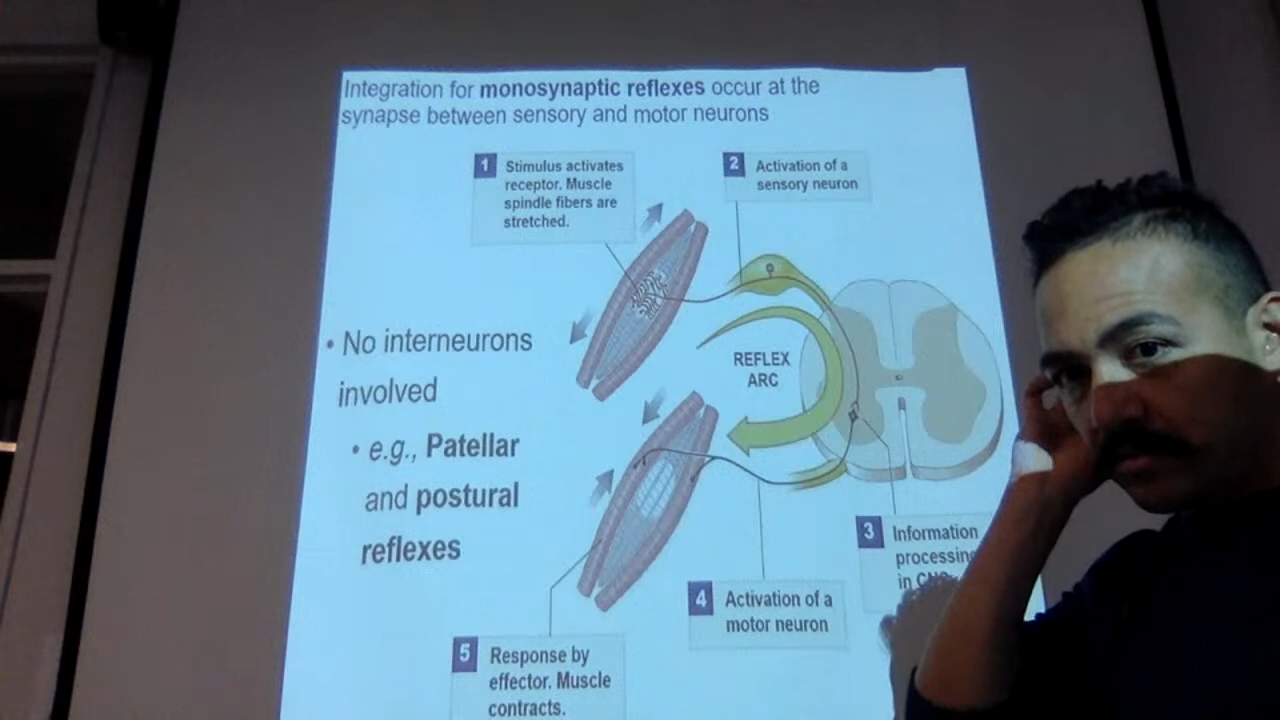 Integration for monosynaptic reflexes occur at the
synapse between sensory and motor neurons
1
Stimulus activates
receptor. Muscle
spindle fibers are
stretched.
2
Activation of a
sensory neuron
• No interneurons
involved
• e.g., Patellar
and postural
reflexes
REFLEX
ARC
3
Information
processing
in
4
Activation of a
motor neuron
5
Response by
effector. Muscle
contracts.